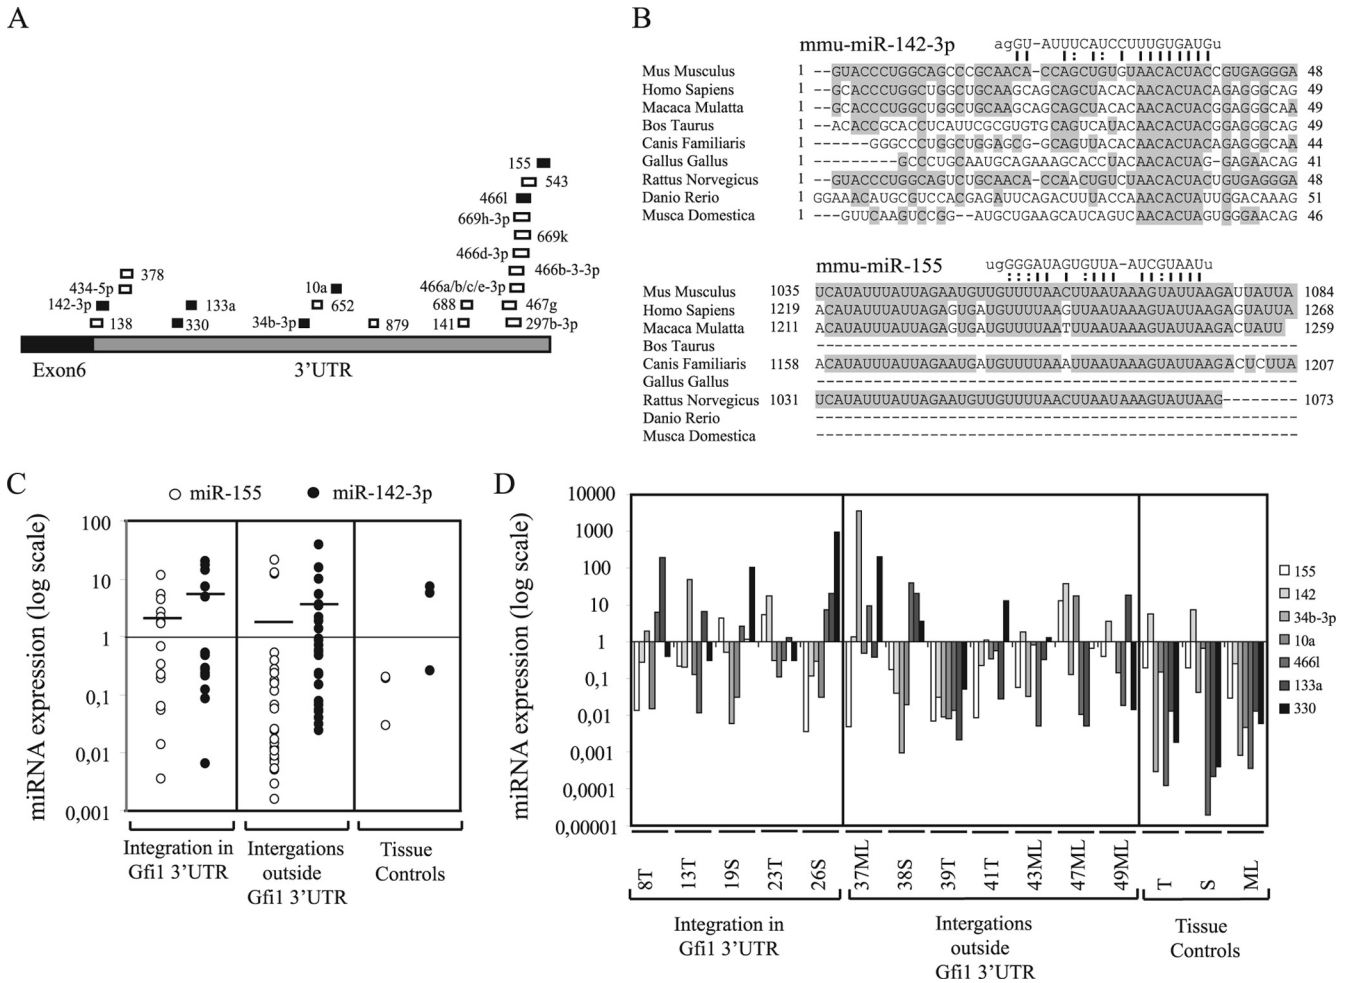 A
155
543
466l
669h-3p
669k
466d-3p
466b-3-3p
378
434-5p
10a
466a/b/c/e-3p
142-3p
133a
652
688
467g
138
330
34b-3p
879
141
297b-3p
Exon6
3’UTR
B
mmu-miR-142-3p agGU-AUUUCAUCCUUUGUGAUGu
Mus Musculus 1 --GUACCCUGGCAGCCCGCAACA-CCAGCUGUGUAACACUACCGUGAGGGA 48
Homo Sapiens 1 --GCACCCUGGCUGGCUGCAAGCAGCAGCUACACAACACUACAGAGGGCAG 49
Macaca Mulatta 1 --GCACCCUGGCUGGCUGCAAGCAGCAGCUACACAACACUACGGAGGGCAA 49
Bos Taurus 1 --ACACCGCACCUCAUUCGCGUGUGCAGUCAUACAACACUACGGAGGGCAG 49
Canis Familiaris 1 ------GGGCCCUGGCUGGAGCG-GCAGUUACACAACACUACAGAGGGCAA 44
Gallus Gallus 1 ---------GCCCUGCAAUGCAGAAAGCACCUACAACACUAG-GAGAACAG 41
Rattus Norvegicus 1 --GUACCCUGGCAGUCUGCAACA-CCAACUGUCUAACACUACUGUGAGGGA 48
Danio Rerio 1 GGAAACAUGCGUCCACGAGAUUCAGACUUACCAAACACUAUUGGACAAAG 51
Musca Domestica 1 ---GUUCAAGUCCGG--AUGCUGAAGCAUCAGUCAACACUAGUGGGAACAG 46
mmu-miR-155 ugGGGAUAGUGUUA-AUCGUAAUu
Mus Musculus 1035 UCAUAUUUAUUAGAAUGUUGUUUUAACUUAAUAAAGUAUUAAGAUUAUUA 1084
Homo Sapiens 1219 ACAUAUUUAUUAGAGUGAUGUUUUAAGUUAAUAAAGUAUUAAGAGUAUUA 1268
Macaca Mulatta 1211 ACAUAUUUAUUAGAGUGAUGUUUUAAUUUAAUAAAGUAUUAAGACUAUU 1259
Bos Taurus --------------------------------------------------
Canis Familiaris 1158 ACAUAUUUAUUAGAAUGAUGUUUUAAAUUAAUAAAGUAUUAAGACUCUUA 1207
Gallus Gallus --------------------------------------------------
Rattus Norvegicus 1031 UCAUAUUUAUUAGAAUGUUGUUUUAACUUAAUAAAGUAUUAAG-------- 1073
Danio Rerio --------------------------------------------------
Musca Domestica --------------------------------------------------
C
miR-155 miR-142-3p
miRNA expression (log scale)
100
10
1
0,1
0,01
0,001
Integration in
Gfi1 3’UTR
Intergations
outside
Gfi1 3’UTR
Tissue
Controls
D
miRNA expression (log scale)
10000
1000
100
10
1
0,1
0,01
0,001
0,0001
0,00001
155
142
34b-3p
10a
466l
133a
330
8T 13T 19S 23T 26S 37ML 38S 39T 41T 43ML 47ML 49ML T S ML
Integration in
Gfi1 3’UTR
Intergations
outside
Gfi1 3’UTR
Tissue
Controls